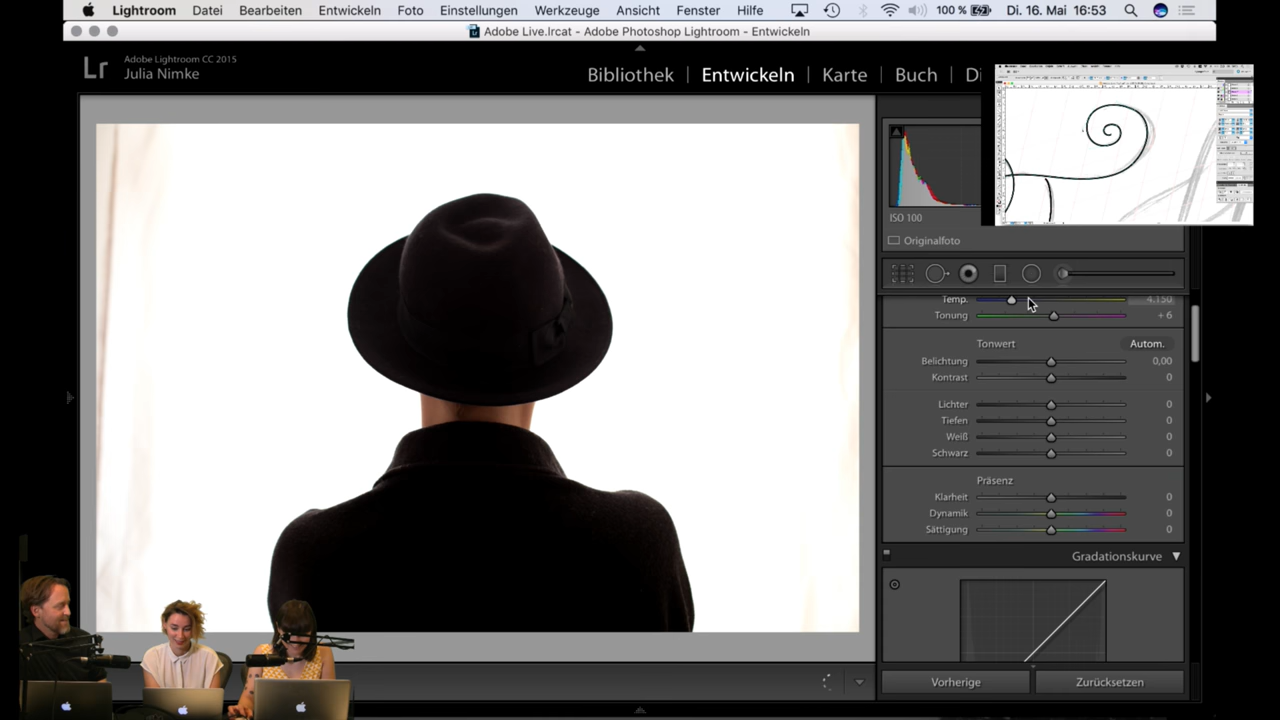 Lightroom Datei Bearbeiten Entwickeln Foto Einstellungen Werkzeuge Ansicht Fenster Hilfe 100 % Di. 16. Mai 16:53
Adobe Live.lrcat - Adobe Photoshop Lightroom - Entwickeln
Lr Adobe Lightroom CC 2015
Julia Nimke
Bibliothek | Entwickeln | Karte | Buch | Di
ISO 100
Originalfoto
Temp. 4.150
Tonung + 6
Tonwert Autom.
Belichtung 0,00
Kontrast 0
Lichter 0
Tiefen 0
Weiß 0
Schwarz 0
Präsenz
Klarheit 0
Dynamik 0
Sättigung 0
Gradationskurve
Vorherige Zurücksetzen